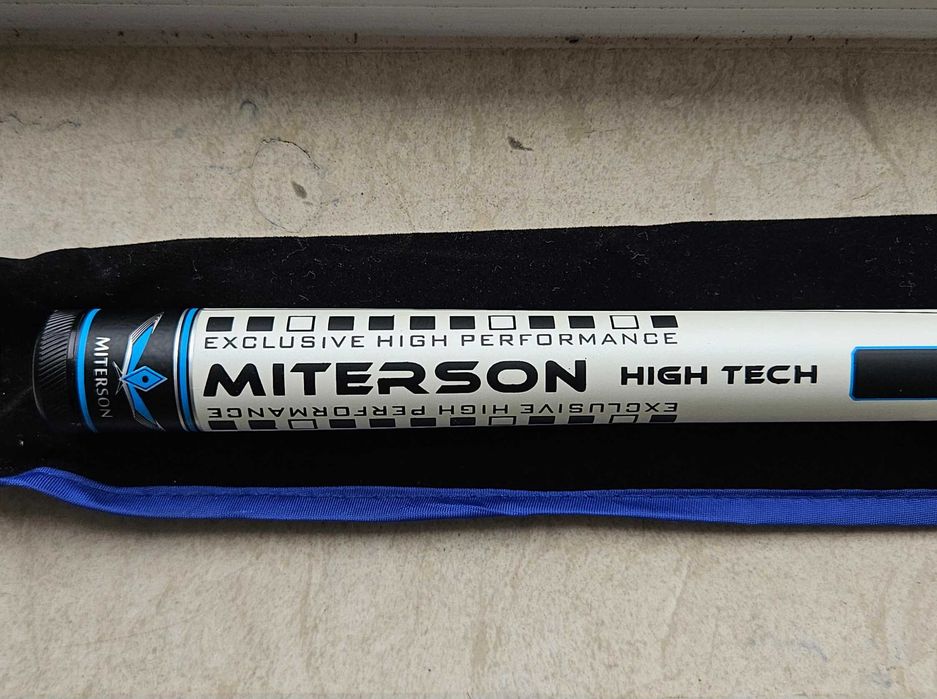 EXCLUSIVE HIGH PERFORMANCE
MITERSON
MITERSON HIGH TECH
EXCLUSIVE HIGH PERFORMANCE